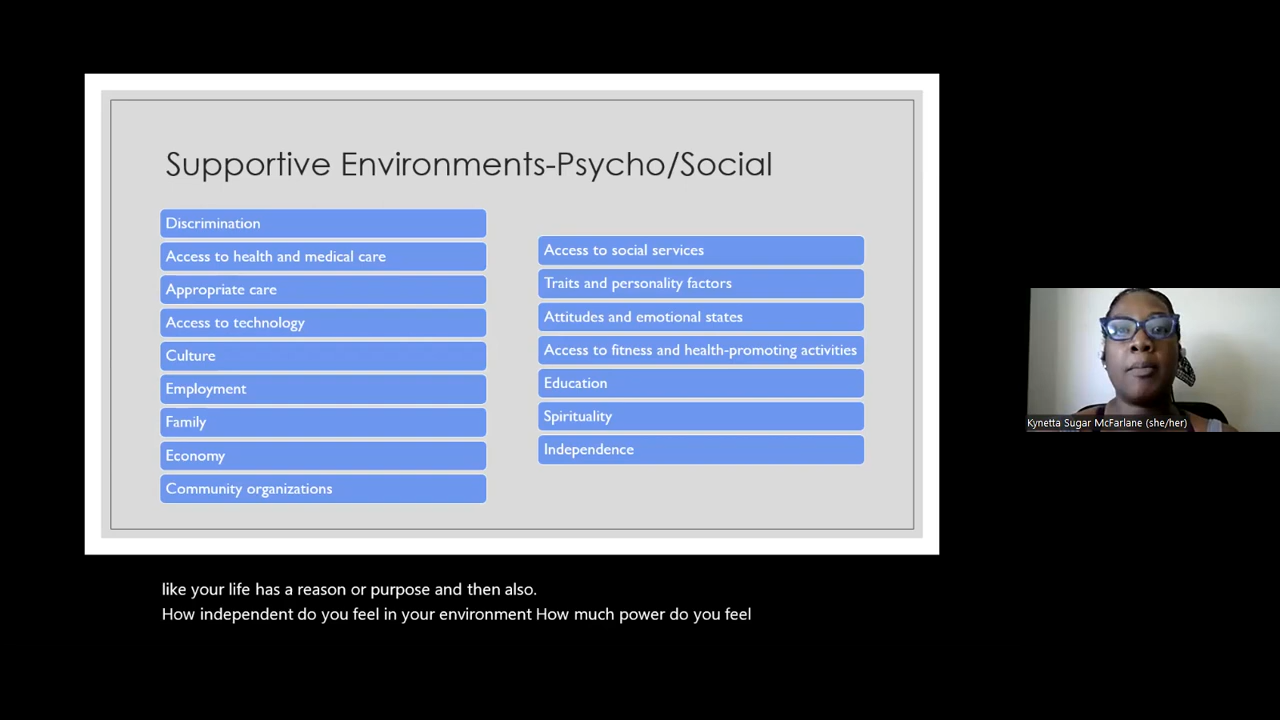 Supportive Environments-Psycho/Social
Discrimination
Access to health and medical care
Appropriate care
Access to technology
Culture
Employment
Family
Economy
Community organizations
Access to social services
Traits and personality factors
Attitudes and emotional states
Access to fitness and health-promoting activities
Education
Spirituality
Independence
Kynetta Sugar McFarlane (she/her)
like your life has a reason or purpose and then also.
How independent do you feel in your environment How much power do you feel